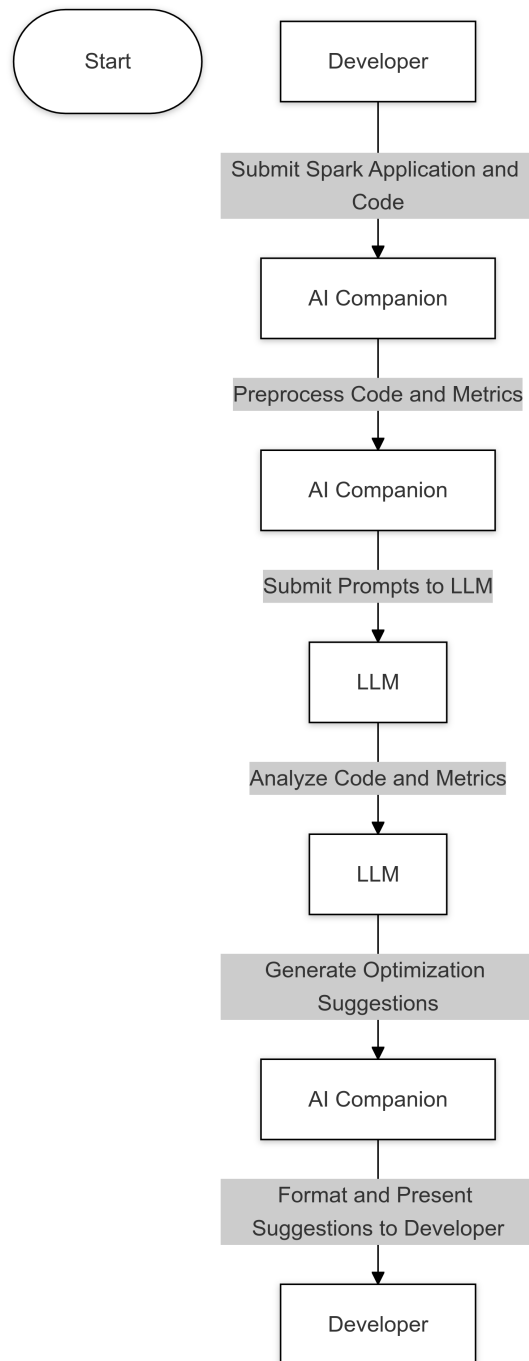 Start
Developer
Submit Spark Application and
Code
AI Companion
Preprocess Code and Metrics
AI Companion
Submit Prompts to LLM
LLM
Analyze Code and Metrics
LLM
Generate Optimization
Suggestions
AI Companion
Format and Present
Suggestions to Developer
Developer